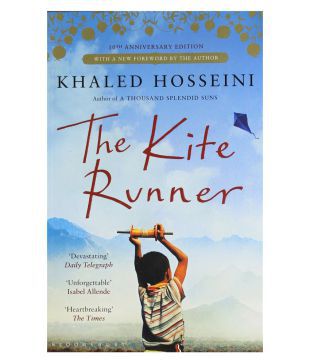 10TH ANNIVERSARY EDITION
WITH A NEW FOREWORD BY THE AUTHOR
KHALED HOSSEINI
Author of A THOUSAND SPLENDID SUNS
The Kite
Runner
‘Devastating’
Daily Telegraph
‘Unforgettable’
Isabel Allende
‘Heartbreaking’
The Times
BLOOMSBURY